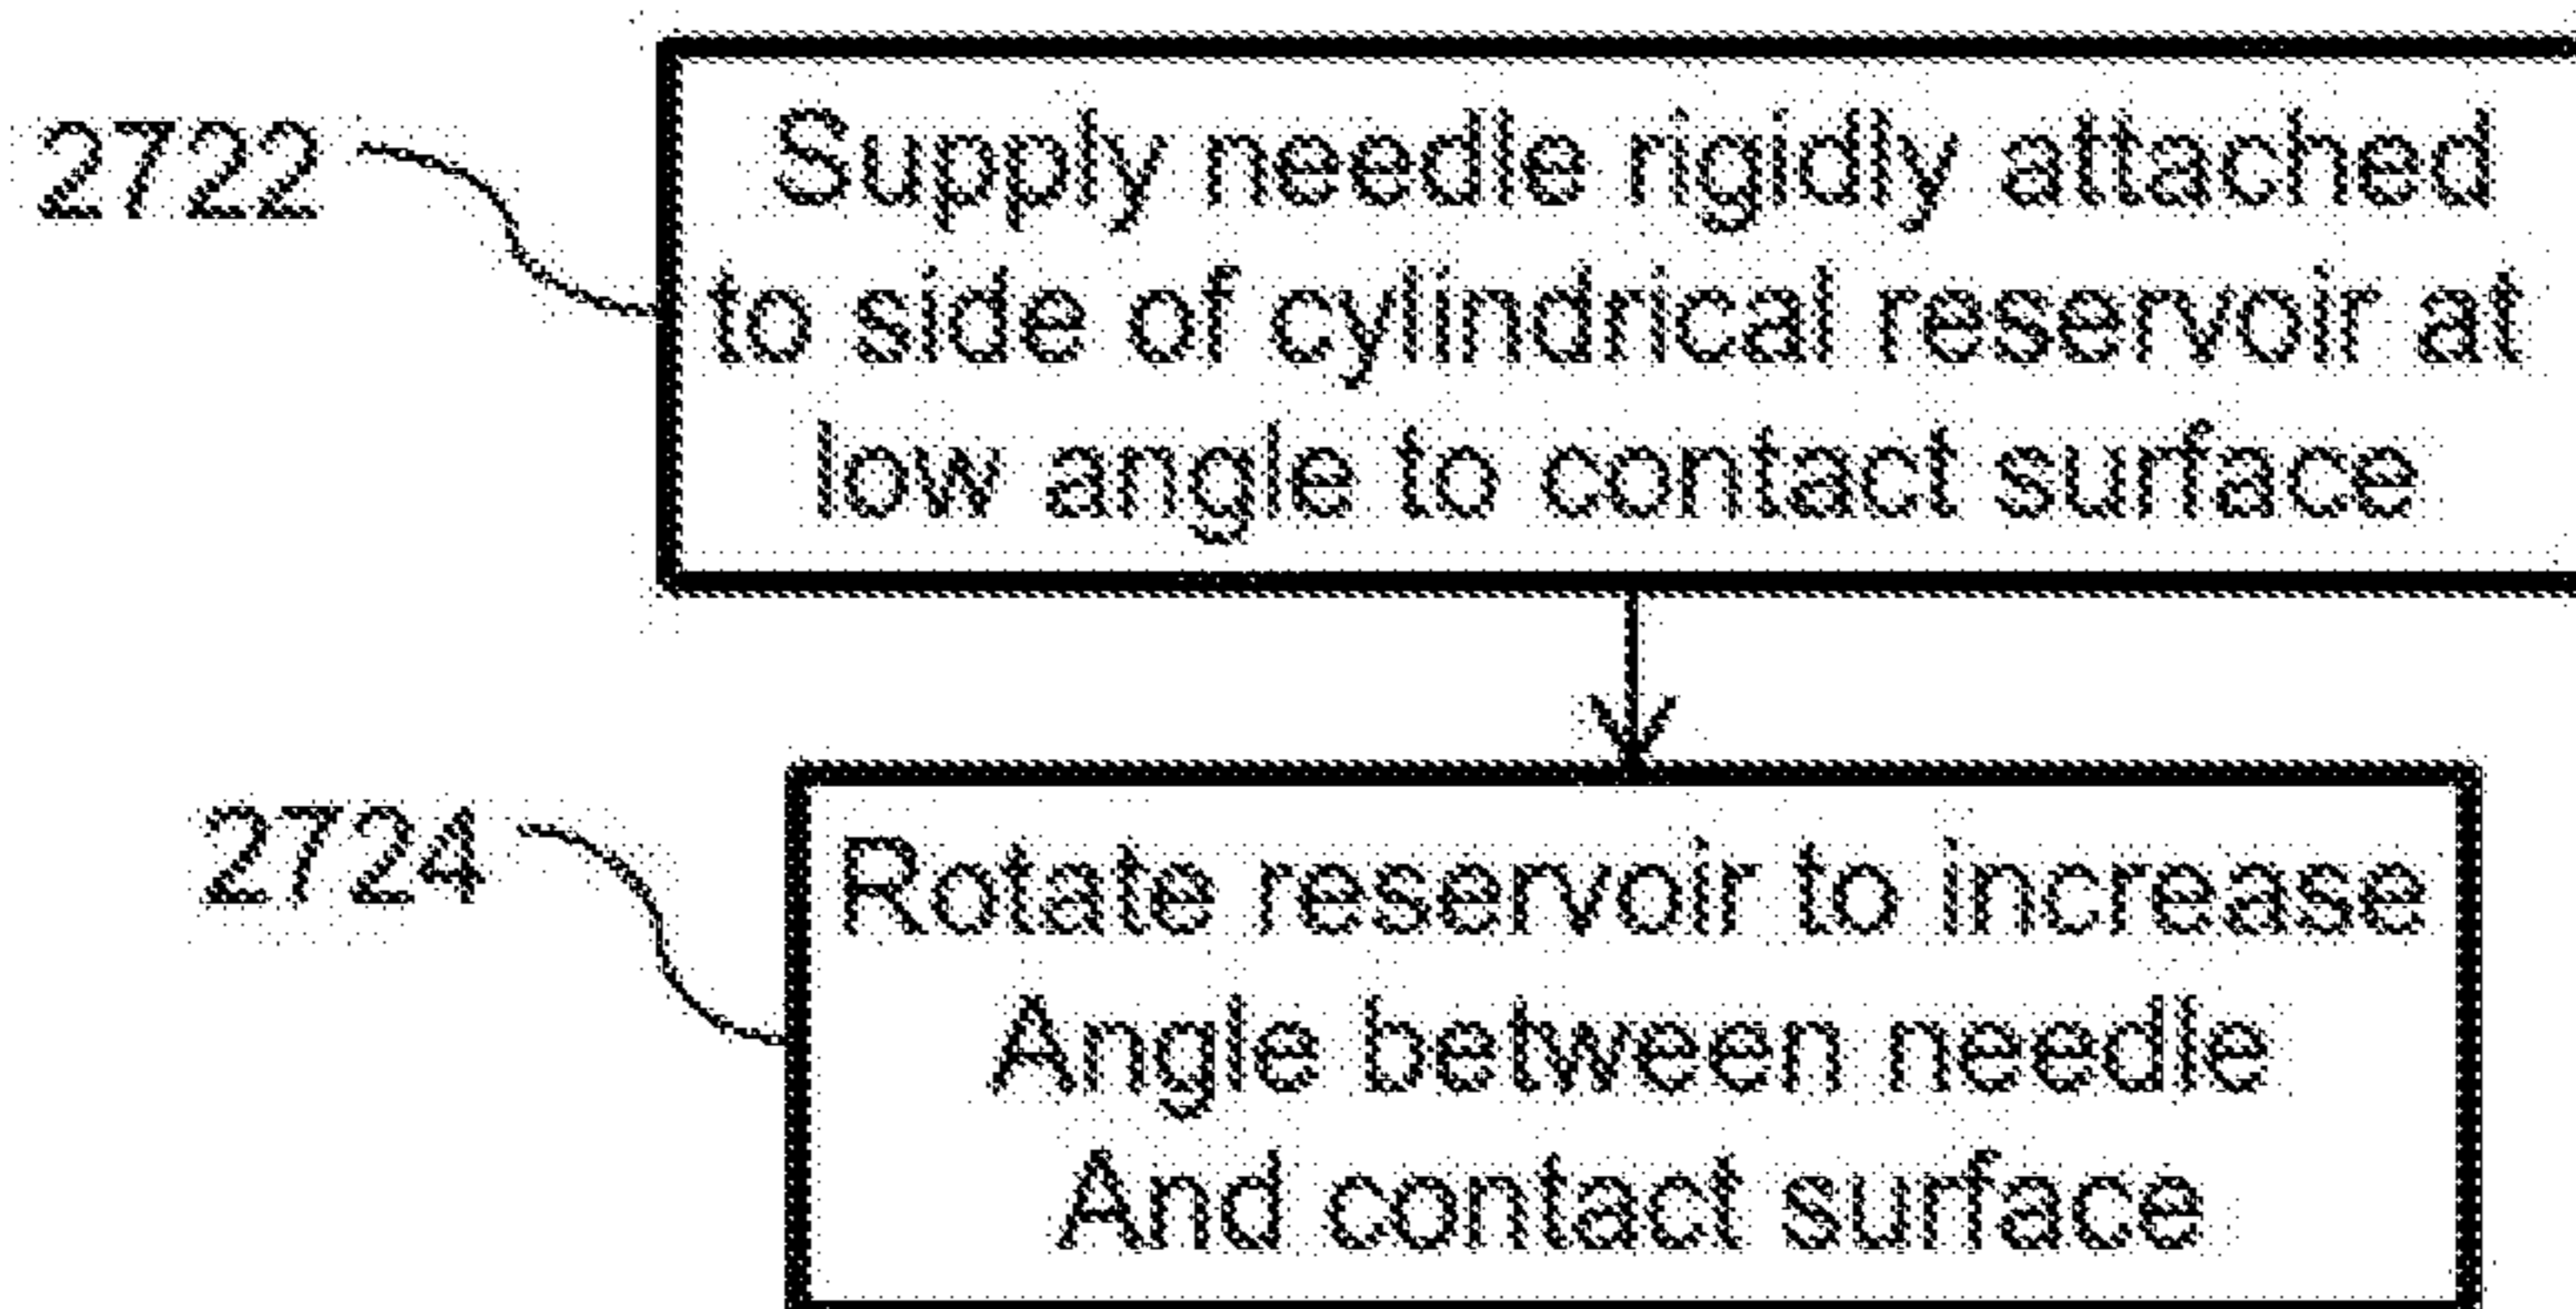 2722
Supply needle rigidly attached
to side of cylindrical reservoir at
low angle to contact surface
2724
Rotate reservoir to increase
Angle between needle
And contact surface